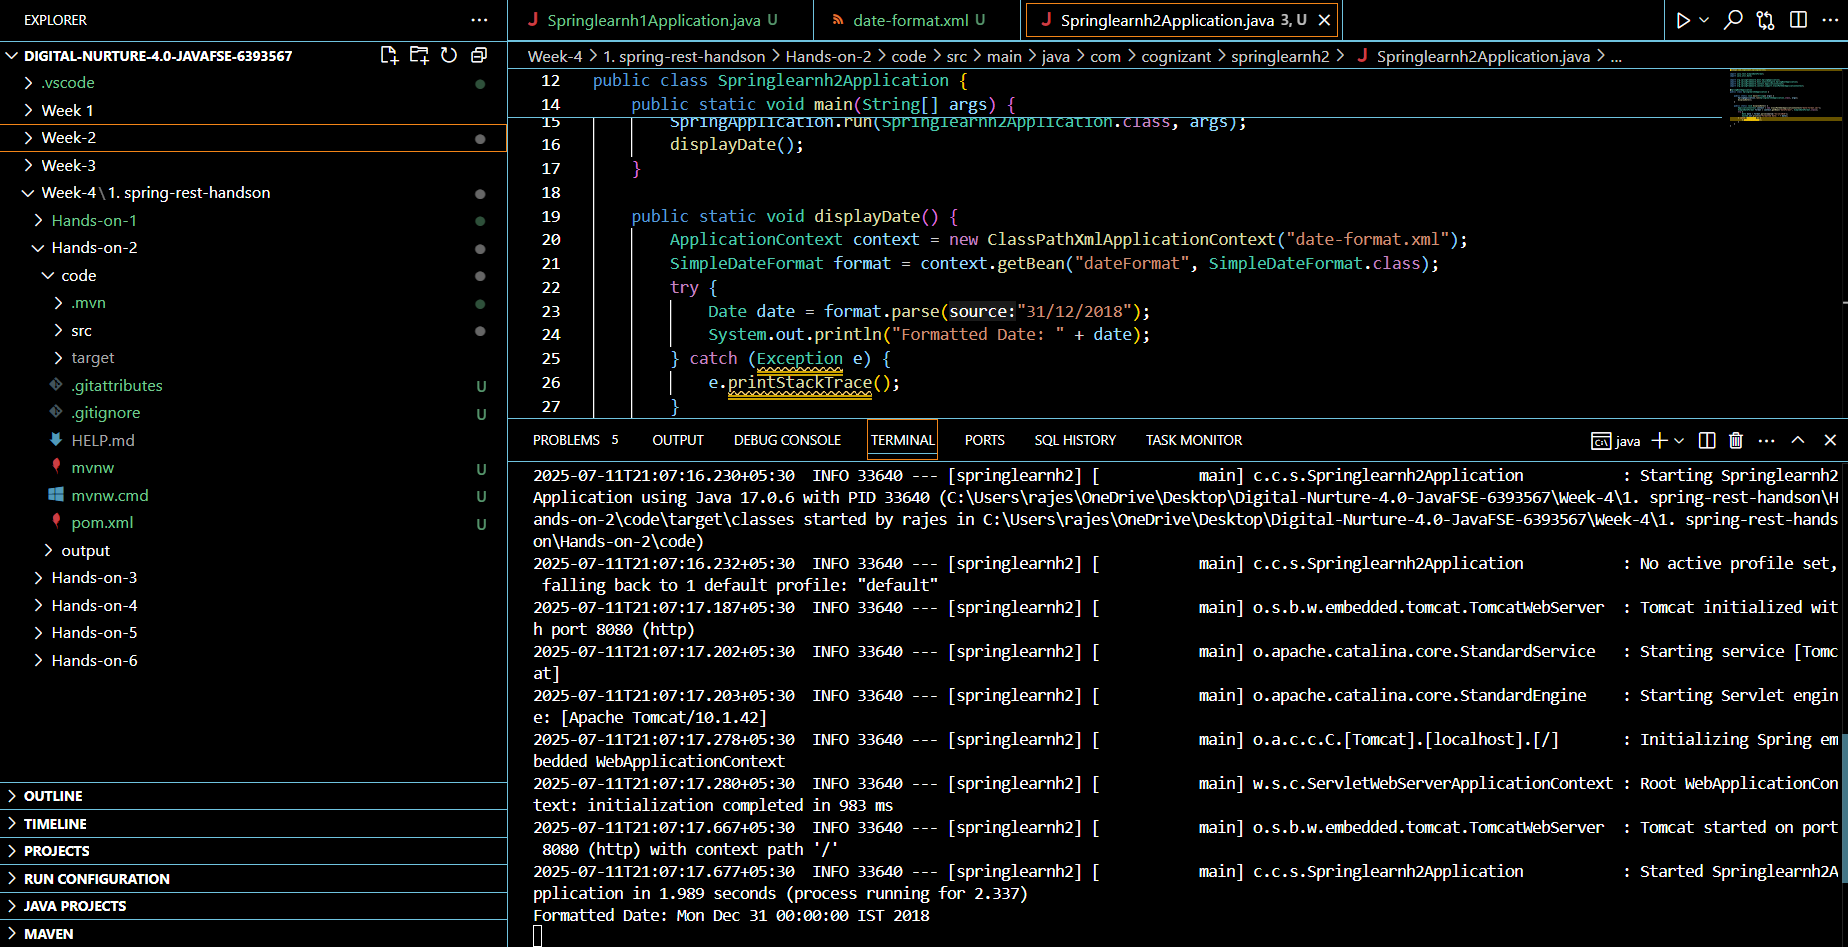 EXPLORER
DIGITAL-NURTURE-4.0-JAVAFSE-6393567
.vscode
Week 1
Week-2
Week-3
Week-4\1. spring-rest-handson
Hands-on-1
Hands-on-2
code
.mvn
src
target
.gitattributes U
.gitignore U
HELP.md
mvnw U
mvnw.cmd U
pom.xml U
output
Hands-on-3
Hands-on-4
Hands-on-5
Hands-on-6
OUTLINE
TIMELINE
PROJECTS
RUN CONFIGURATION
JAVA PROJECTS
MAVEN
Springlearnh1Application.java U
date-format.xml U
Springlearnh2Application.java 3, U
Week-4 > 1. spring-rest-handson > Hands-on-2 > code > src > main > java > com > cognizant > springlearnh2 > Springlearnh2Application.java > ...
12 public class Springlearnh2Application {
14 public static void main(String[] args) {
15 SpringApplication.run(Springlearnh2Application.class, args);
16 displayDate();
17 }
18
19 public static void displayDate() {
20 ApplicationContext context = new ClassPathXmlApplicationContext("date-format.xml");
21 SimpleDateFormat format = context.getBean("dateFormat", SimpleDateFormat.class);
22 try {
23 Date date = format.parse(source:"31/12/2018");
24 System.out.println("Formatted Date: " + date);
25 } catch (Exception e) {
26 e.printStackTrace();
27 }
PROBLEMS 5 OUTPUT DEBUG CONSOLE TERMINAL PORTS SQL HISTORY TASK MONITOR
java
2025-07-11T21:07:16.230+05:30  INFO 33640 --- [springlearnh2] [           main] c.c.s.Springlearnh2Application           : Starting Springlearnh2
Application using Java 17.0.6 with PID 33640 (C:\Users\rajes\OneDrive\Desktop\Digital-Nurture-4.0-JavaFSE-6393567\Week-4\1. spring-rest-handson\H
ands-on-2\code\target\classes started by rajes in C:\Users\rajes\OneDrive\Desktop\Digital-Nurture-4.0-JavaFSE-6393567\Week-4\1. spring-rest-hands
on\Hands-on-2\code)
2025-07-11T21:07:16.232+05:30  INFO 33640 --- [springlearnh2] [           main] c.c.s.Springlearnh2Application           : No active profile set,
falling back to 1 default profile: "default"
2025-07-11T21:07:17.187+05:30  INFO 33640 --- [springlearnh2] [           main] o.s.b.w.embedded.tomcat.TomcatWebServer  : Tomcat initialized wit
h port 8080 (http)
2025-07-11T21:07:17.202+05:30  INFO 33640 --- [springlearnh2] [           main] o.apache.catalina.core.StandardService   : Starting service [Tomc
at]
2025-07-11T21:07:17.203+05:30  INFO 33640 --- [springlearnh2] [           main] o.apache.catalina.core.StandardEngine    : Starting Servlet engin
e: [Apache Tomcat/10.1.42]
2025-07-11T21:07:17.278+05:30  INFO 33640 --- [springlearnh2] [           main] o.a.c.c.C.[Tomcat].[localhost].[/]       : Initializing Spring em
bedded WebApplicationContext
2025-07-11T21:07:17.280+05:30  INFO 33640 --- [springlearnh2] [           main] w.s.c.ServletWebServerApplicationContext : Root WebApplicationCon
text: initialization completed in 983 ms
2025-07-11T21:07:17.667+05:30  INFO 33640 --- [springlearnh2] [           main] o.s.b.w.embedded.tomcat.TomcatWebServer  : Tomcat started on port
8080 (http) with context path '/'
2025-07-11T21:07:17.677+05:30  INFO 33640 --- [springlearnh2] [           main] c.c.s.Springlearnh2Application           : Started Springlearnh2A
pplication in 1.989 seconds (process running for 2.337)
Formatted Date: Mon Dec 31 00:00:00 IST 2018